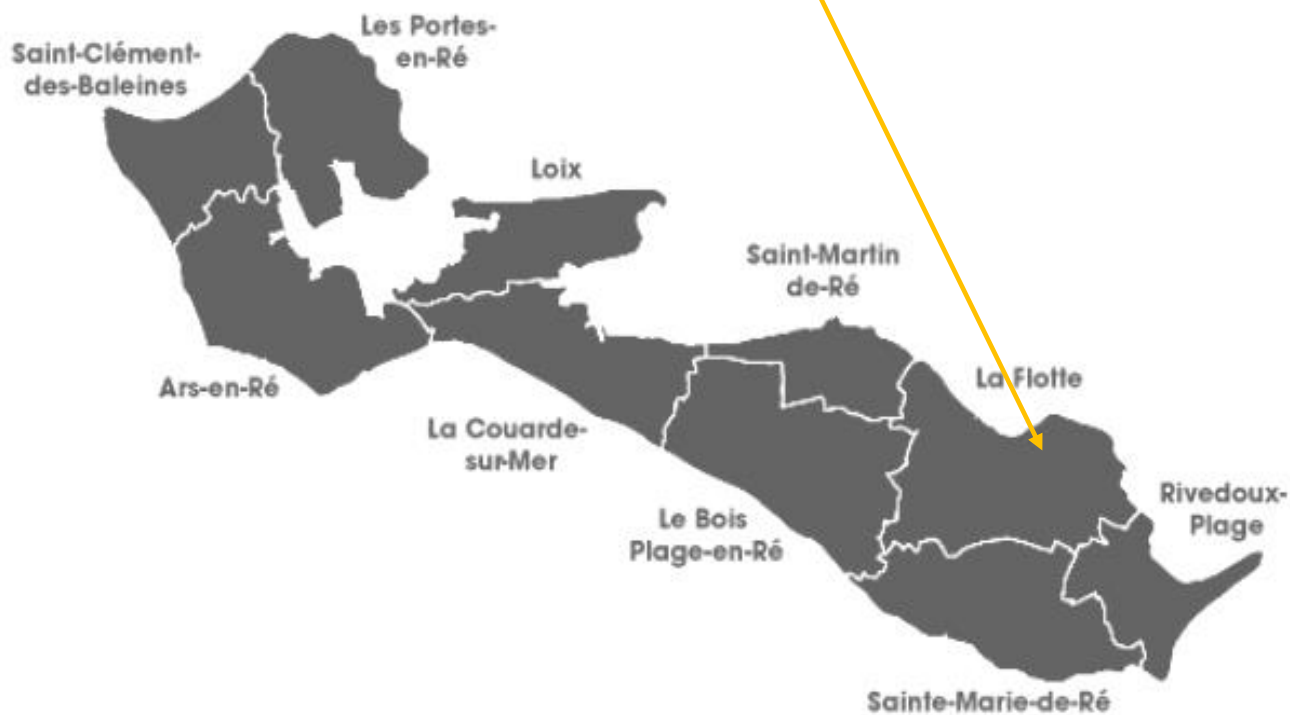 Les Portes-
en-Ré
Saint-Clément-
des-Baleines
Loix
Saint-Martin
de-Ré
La Flotte
Ars-en-Ré
La Couarde-
sur-Mer
Rivedoux-
Plage
Le Bois
Plage-en-Ré
Sainte-Marie-de-Ré